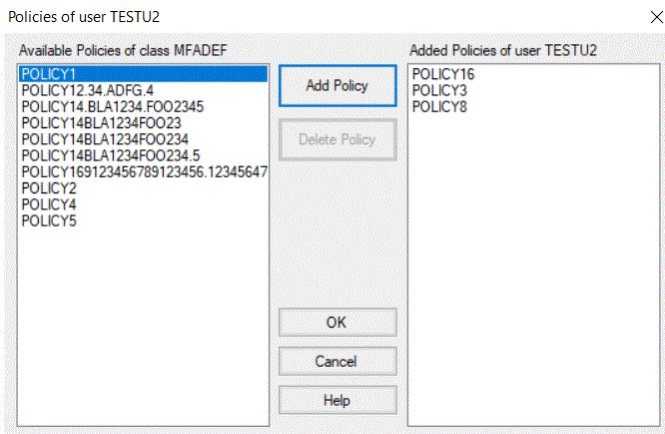 Policies of user TESTU2
Available Policies of class MFADEF
POLICY1
POLICY12.34.ADFG.4
POLICY14.BLA1234.FOO2345
POLICY14BLA1234FOO23
POLICY14BLA1234FOO234
POLICY14BLA1234FOO234.5
POLICY169123456789123456.12345647
POLICY2
POLICY4
POLICY5
Add Policy
Delete Policy
OK
Cancel
Help
Added Policies of user TESTU2
POLICY16
POLICY3
POLICY8